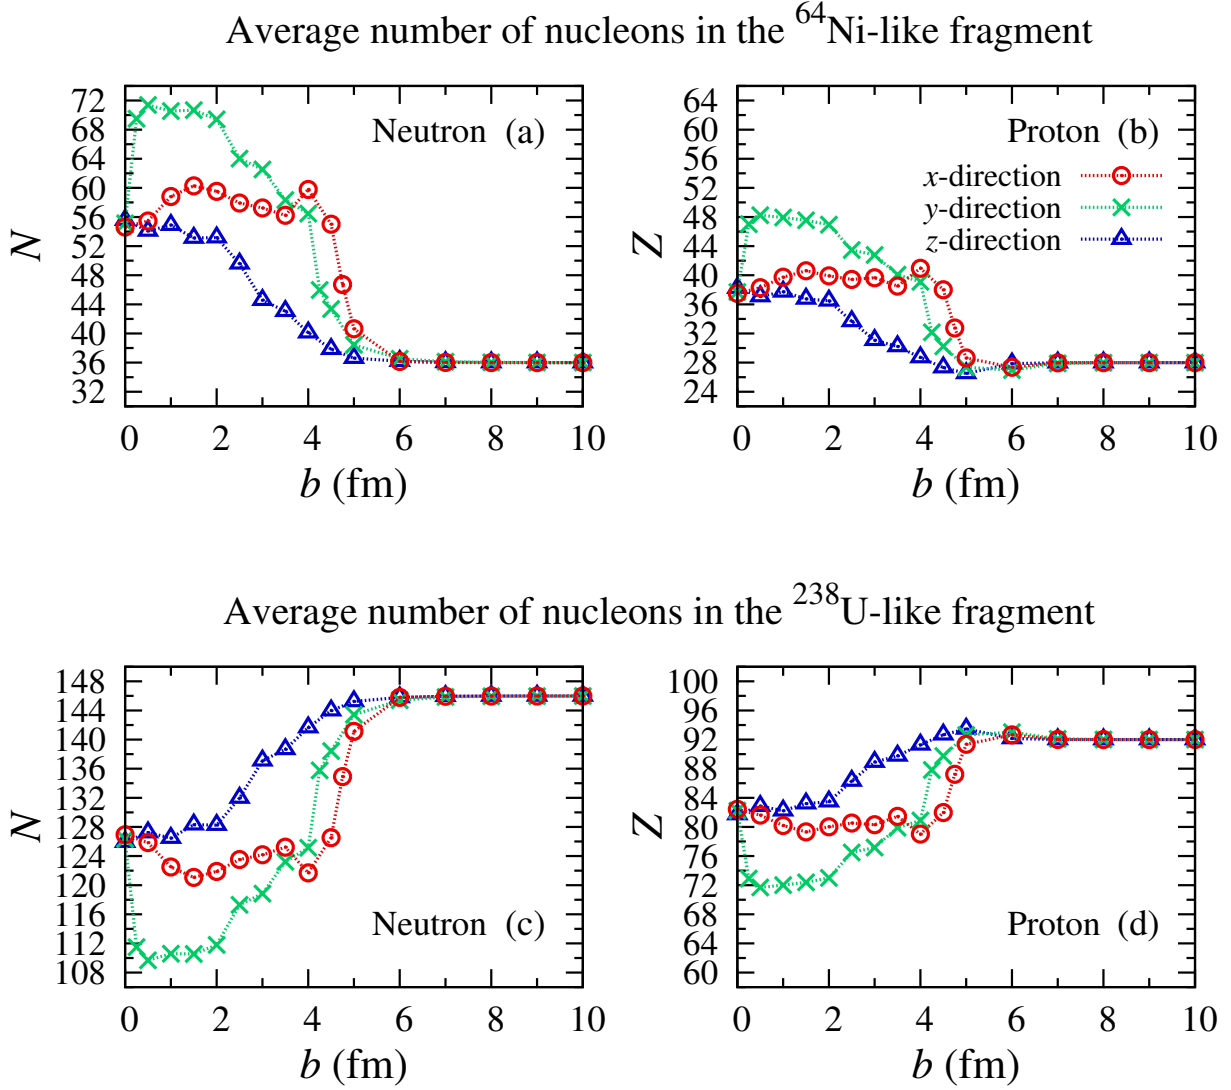 Average number of nucleons in the 64Ni-like fragment
Neutron (a)
N
72
68
64
60
56
52
48
44
40
36
32
0 2 4 6 8 10
b (fm)
Proton (b)
x-direction
y-direction
z-direction
Z
64
60
56
52
48
44
40
36
32
28
24
0 2 4 6 8 10
b (fm)
Average number of nucleons in the 238U-like fragment
Neutron (c)
N
148
144
140
136
132
128
124
120
116
112
108
0 2 4 6 8 10
b (fm)
Proton (d)
Z
100
96
92
88
84
80
76
72
68
64
60
0 2 4 6 8 10
b (fm)